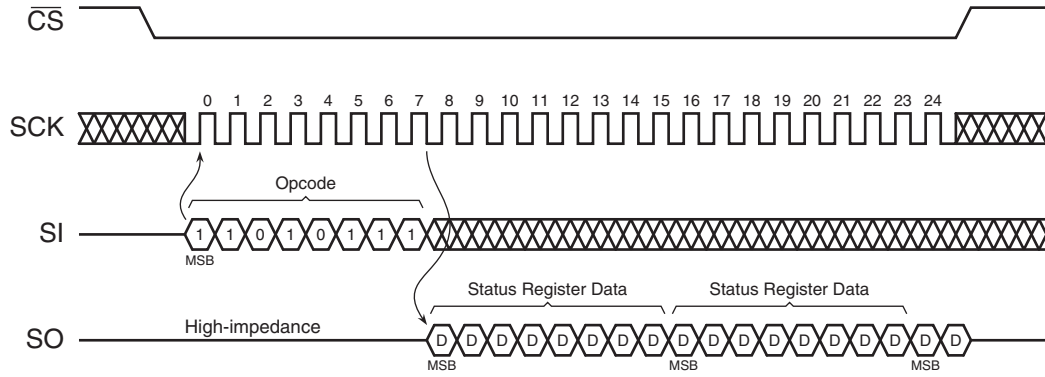 CS
0 1 2 3 4 5 6 7 8 9 10 11 12 13 14 15 16 17 18 19 20 21 22 23 24
SCK
Opcode
SI 1 1 0 1 0 1 1 1
MSB
Status Register Data Status Register Data
High-impedance
SO D D D D D D D D D D D D D D D D D D
MSB MSB MSB